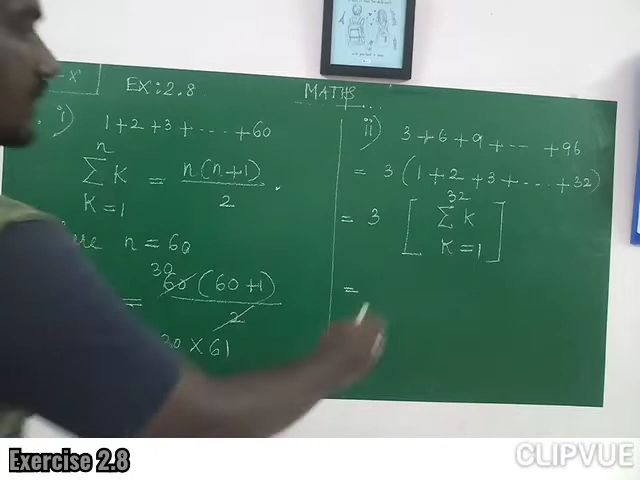 X
EX: 2.8
MATHS
i) 1 + 2 + 3 + ... + 60
n
Σ K = n(n+1)
K = 1 2
n = 60
30
= 60 (60 + 1)
2
30 × 61
ii) 3 + 6 + 9 + ... + 96
= 3 (1 + 2 + 3 + ... + 32)
32
= 3 [ Σ K ]
K = 1
=
Exercise 2.8
CLIPVUE